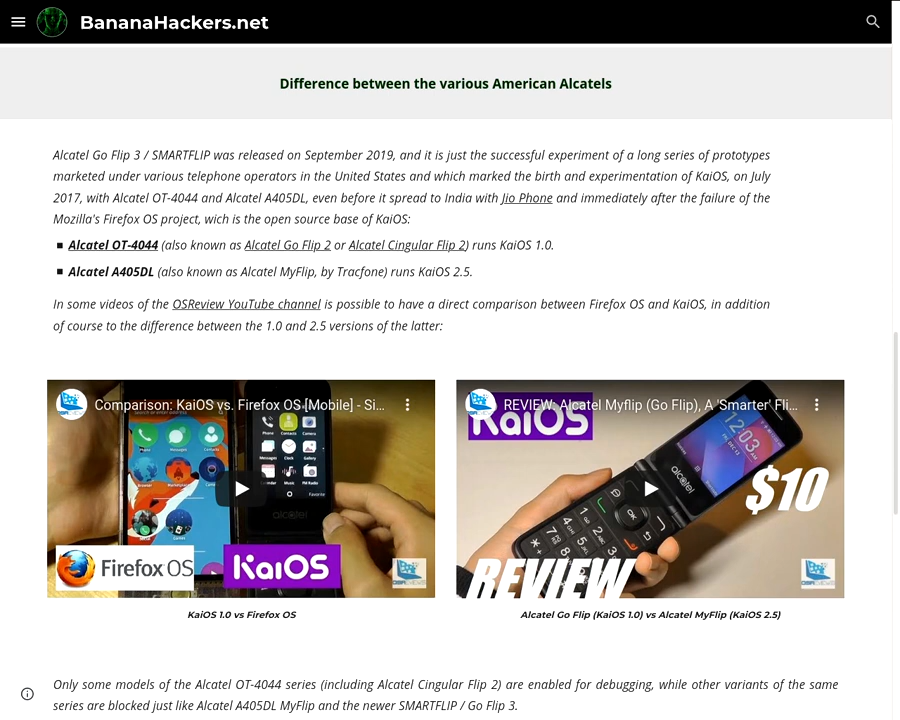 BananaHackers.net
Difference between the various American Alcatels
Alcatel Go Flip 3 / SMARTFLIP was released on September 2019, and it is just the successful experiment of a long series of prototypes
marketed under various telephone operators in the United States and which marked the birth and experimentation of KaiOS, on July
2017, with Alcatel OT-4044 and Alcatel A405DL, even before it spread to India with Jio Phone and immediately after the failure of the
Mozilla's Firefox OS project, wich is the open source base of KaiOS:
▪ Alcatel OT-4044 (also known as Alcatel Go Flip 2 or Alcatel Cingular Flip 2) runs KaiOS 1.0.
▪ Alcatel A405DL (also known as Alcatel MyFlip, by Tracfone) runs KaiOS 2.5.
In some videos of the OSReview YouTube channel is possible to have a direct comparison between Firefox OS and KaiOS, in addition
of course to the difference between the 1.0 and 2.5 versions of the latter:
Comparison: KaiOS vs. Firefox OS [Mobile] - Si...
Firefox OS
KaiOS
alcatel
REVIEW: Alcatel Myflip (Go Flip), A 'Smarter' Fli...
KaiOS
12:03
alcatel
OK
$10
REVIEW
KaiOS 1.0 vs Firefox OS
Alcatel Go Flip (KaiOS 1.0) vs Alcatel MyFlip (KaiOS 2.5)
Only some models of the Alcatel OT-4044 series (including Alcatel Cingular Flip 2) are enabled for debugging, while other variants of the same
series are blocked just like Alcatel A405DL MyFlip and the newer SMARTFLIP / Go Flip 3.